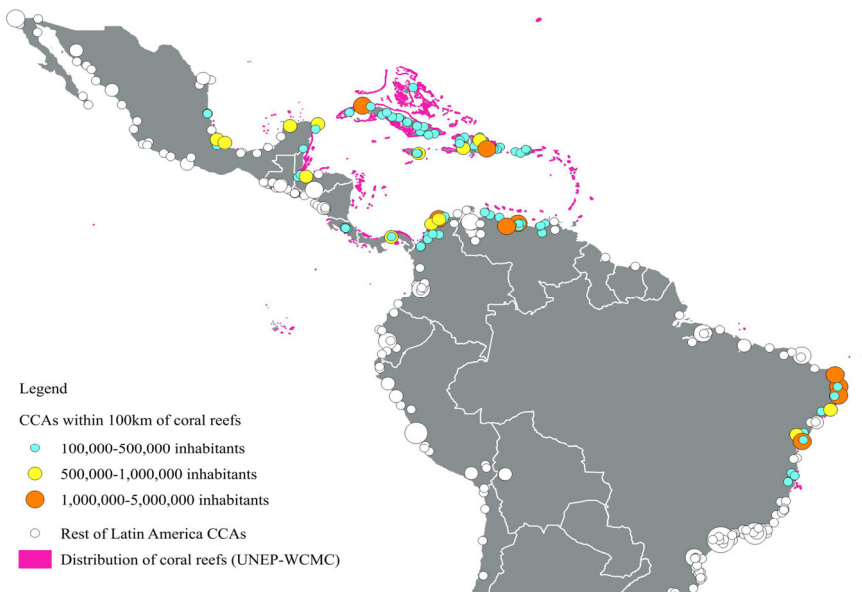 Legend
CCAs within 100km of coral reefs
100,000-500,000 inhabitants
500,000-1,000,000 inhabitants
1,000,000-5,000,000 inhabitants
Rest of Latin America CCAs
Distribution of coral reefs (UNEP-WCMC)